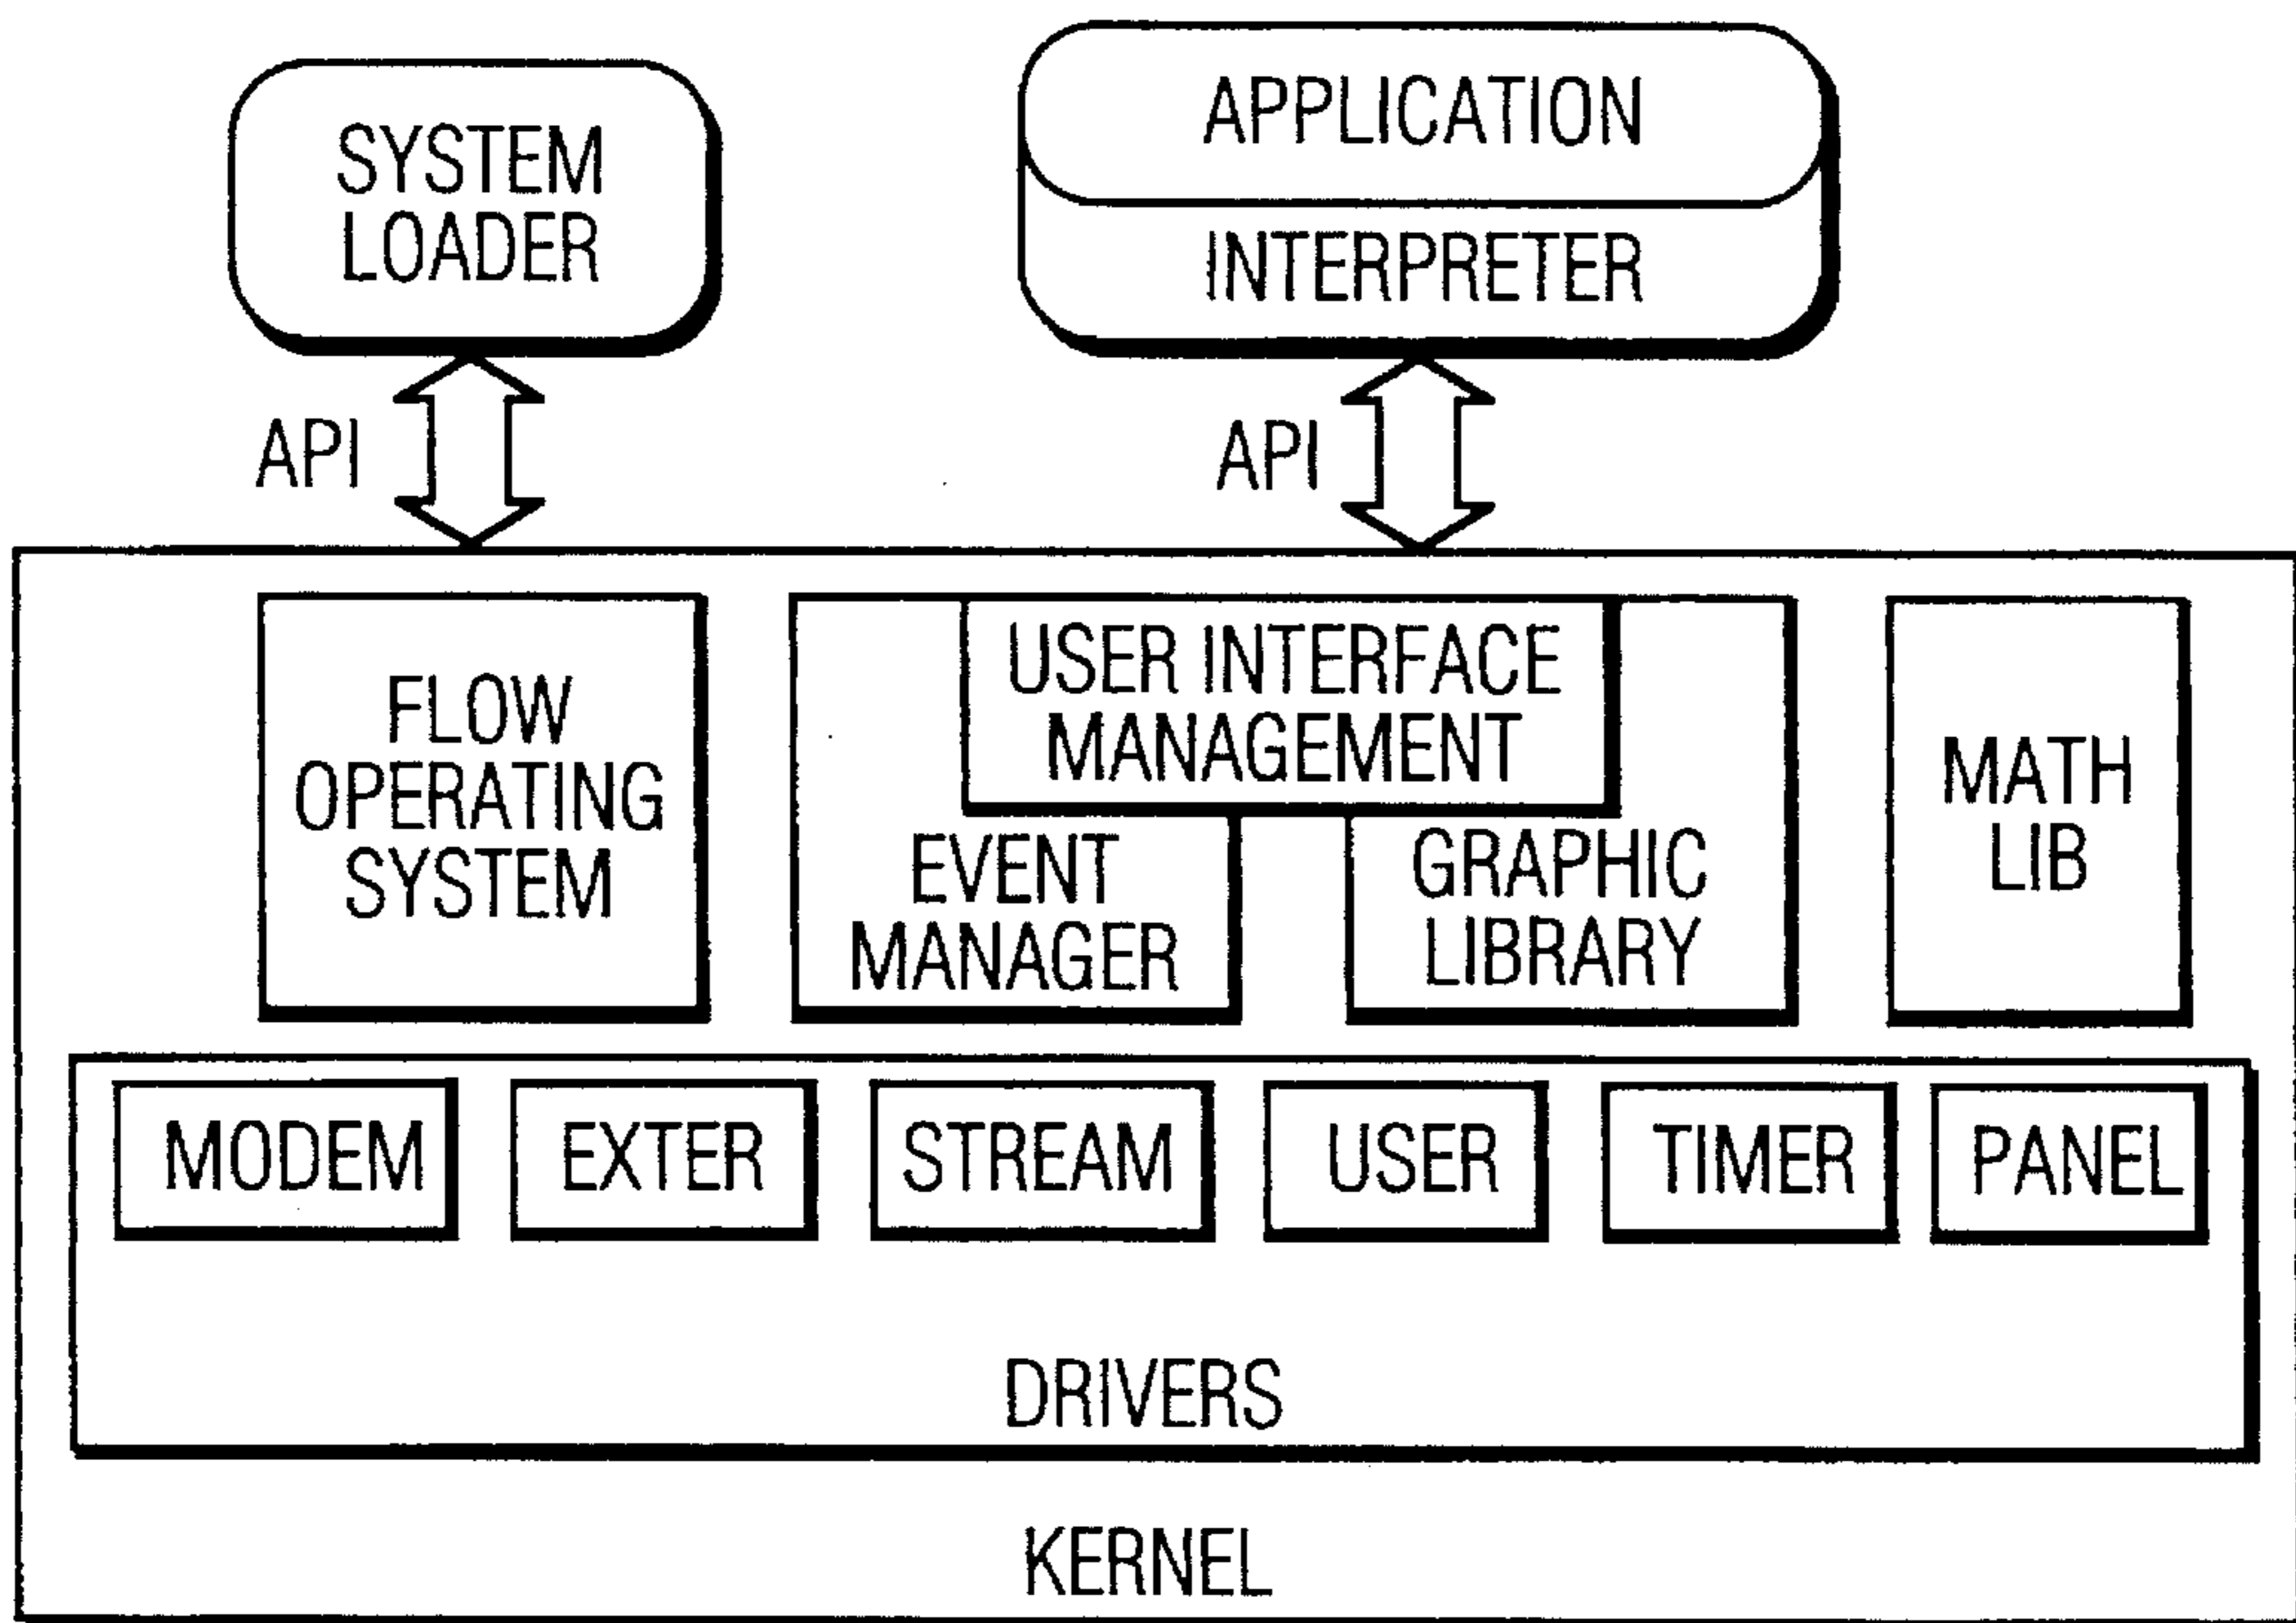 SYSTEM
LOADER
APPLICATION
INTERPRETER
API
API
FLOW
OPERATING
SYSTEM
USER INTERFACE
MANAGEMENT
EVENT
MANAGER
GRAPHIC
LIBRARY
MATH
LIB
MODEM
EXTER
STREAM
USER
TIMER
PANEL
DRIVERS
KERNEL